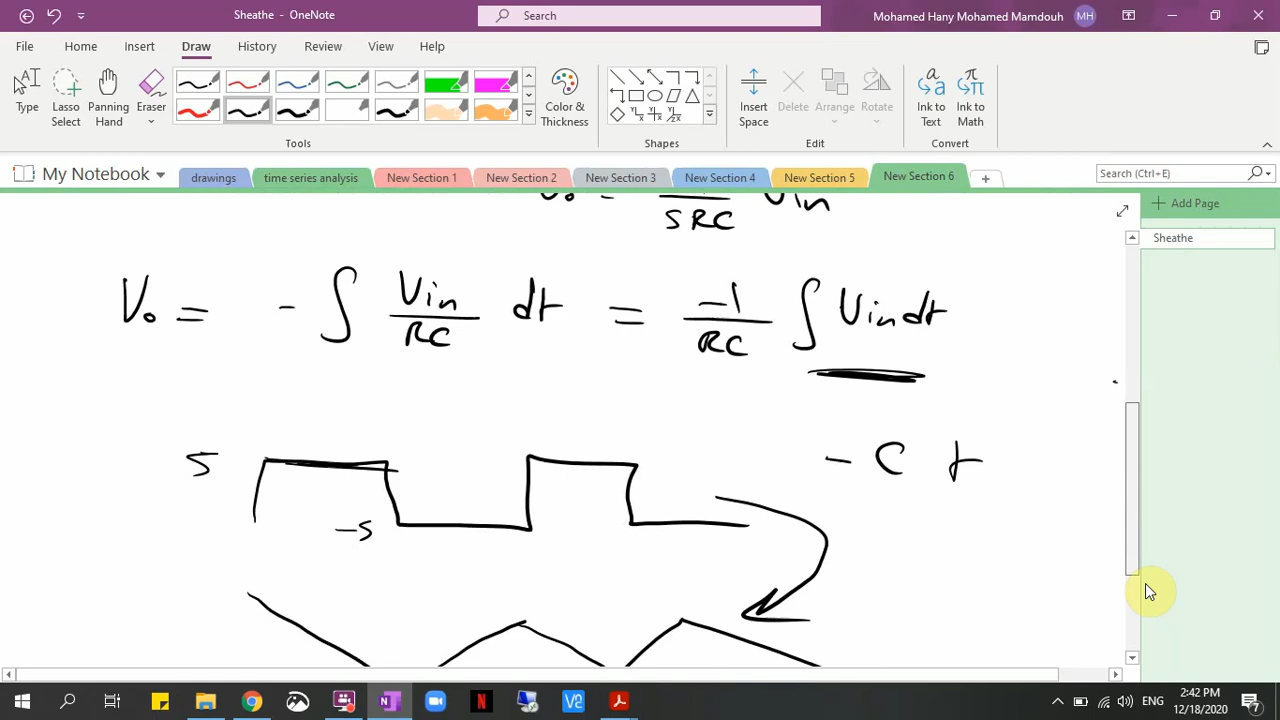 Sheathe - OneNote
Search
Mohamed Hany Mohamed Mamdouh
MH
File Home Insert Draw History Review View Help
Type
Lasso Select
Panning Hand
Eraser
Color & Thickness
Insert Space
Delete
Arrange
Rotate
Ink to Text
Ink to Math
Tools
Shapes
Edit
Convert
My Notebook
drawings
time series analysis
New Section 1
New Section 2
New Section 3
New Section 4
New Section 5
New Section 6
Search (Ctrl+E)
Add Page
Sheathe
SRC Vin
Vo = - ∫ Vin/RC dt = -1/RC ∫ Vin dt
5
-5
- C t
ENG
2:42 PM
12/18/2020
7